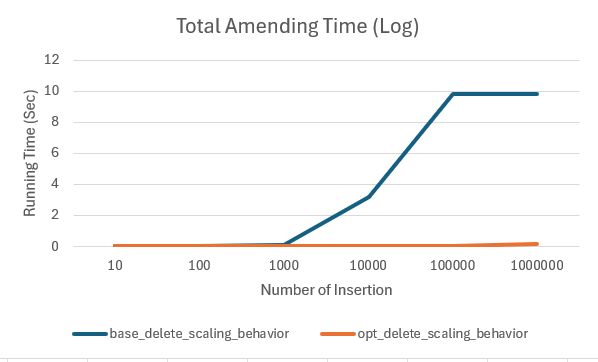 Total Amending Time (Log)
12
10
8
6
4
2
0
Running Time (Sec)
10 100 1000 10000 100000 1000000
Number of Insertion
base_delete_scaling_behavior opt_delete_scaling_behavior